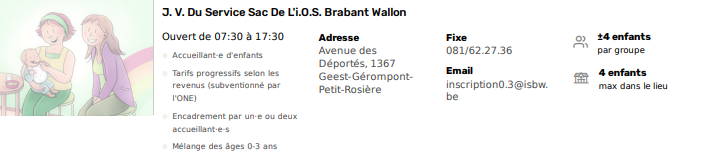 J. V. Du Service Sac De L'i.O.S. Brabant Wallon
Ouvert de 07:30 à 17:30
Accueillant·e d'enfants
Tarifs progressifs selon les
revenus (subventionné par
l'ONE)
Encadrement par un·e ou deux
accueillant·e·s
Mélange des âges 0-3 ans
Adresse
Avenue des
Déportés, 1367
Geest-Gérompont-
Petit-Rosière
Fixe
081/62.27.36
Email
inscription0.3@isbw.
be
±4 enfants
par groupe
4 enfants
max dans le lieu